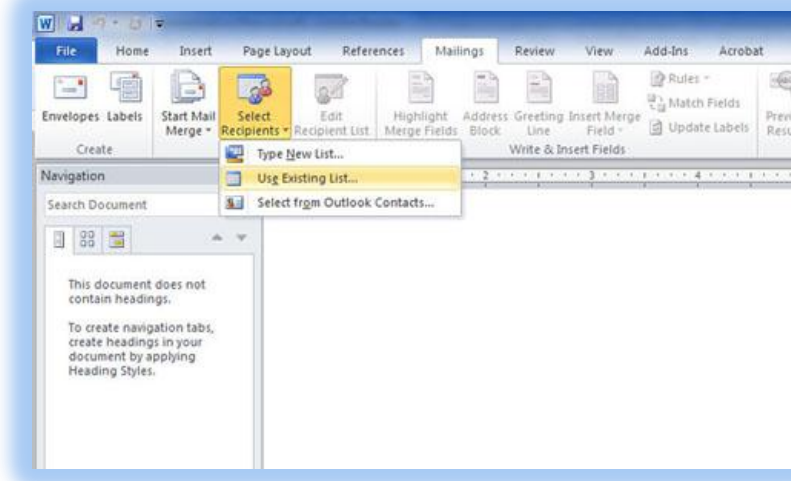 W
File Home Insert Page Layout References Mailings Review View Add-Ins Acrobat
Envelopes Labels Start Mail Merge Select Recipients Edit Recipient List Highlight Merge Fields Address Block Greeting Line Insert Merge Field Rules Match Fields Update Labels
Create Write & Insert Fields
Type New List...
Use Existing List...
Select from Outlook Contacts...
Navigation
Search Document
2 3 4
This document does not
contain headings.
To create navigation tabs,
create headings in your
document by applying
Heading Styles.